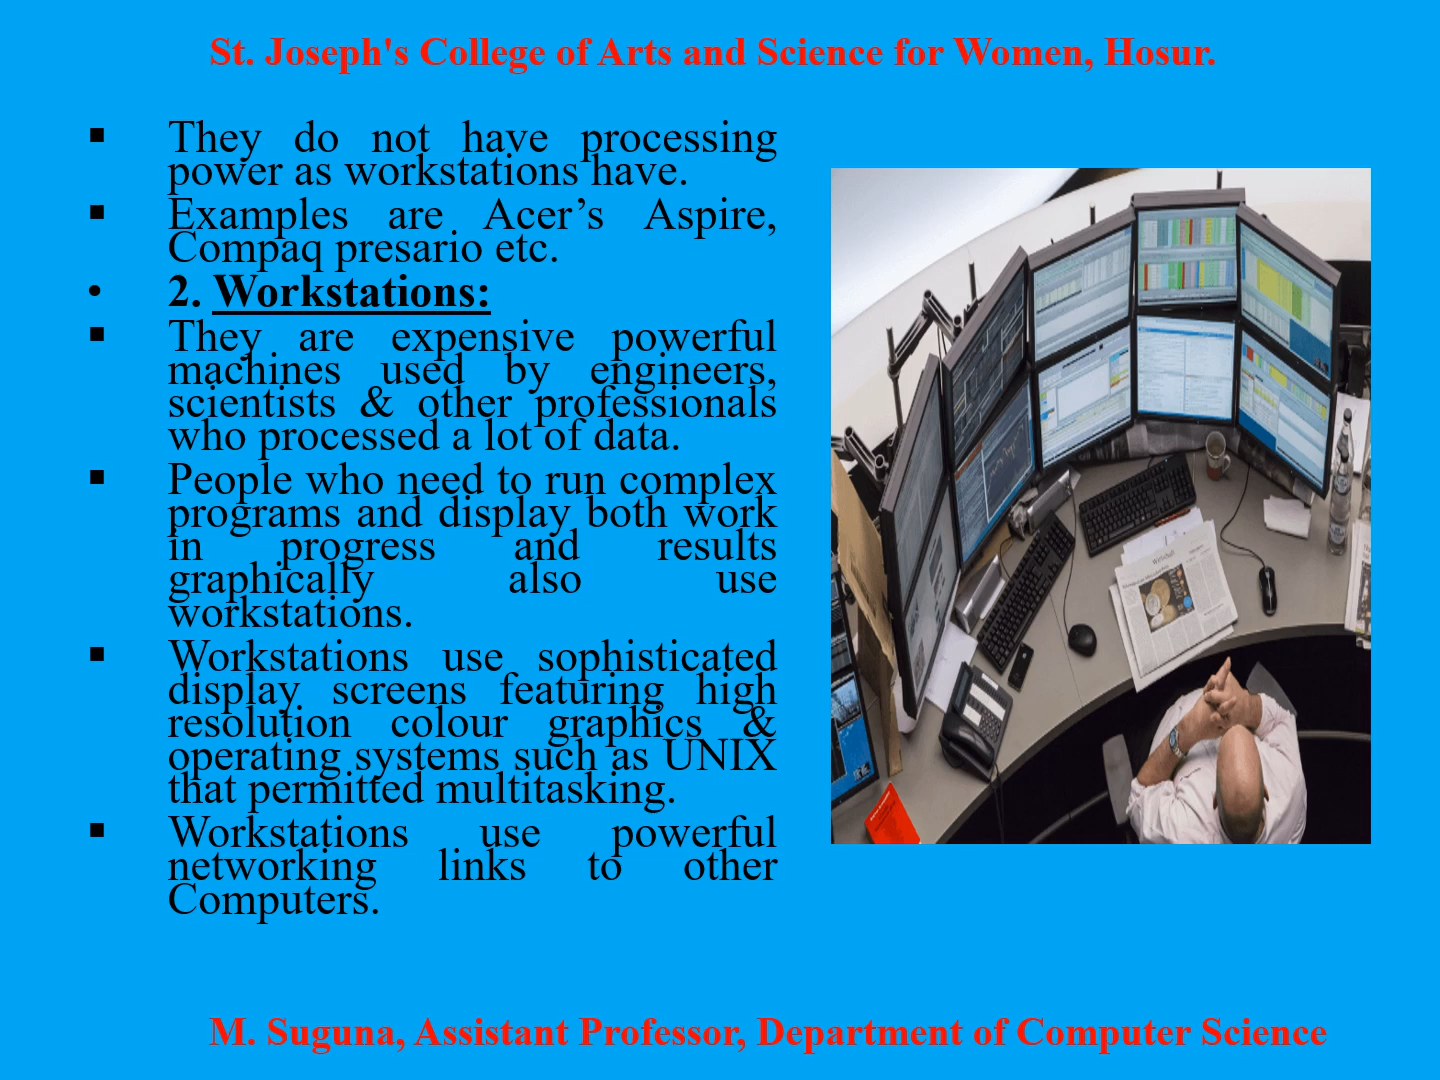 St. Joseph's College of Arts and Science for Women, Hosur.
▪ They do not have processing
power as workstations have.
▪ Examples are Acer’s Aspire,
Compaq presario etc.
• 2. Workstations:
▪ They are expensive powerful
machines used by engineers,
scientists & other professionals
who processed a lot of data.
▪ People who need to run complex
programs and display both work
in progress and results
graphically also use
workstations.
▪ Workstations use sophisticated
display screens featuring high
resolution colour graphics &
operating systems such as UNIX
that permitted multitasking.
▪ Workstations use powerful
networking links to other
Computers.
M. Suguna, Assistant Professor, Department of Computer Science